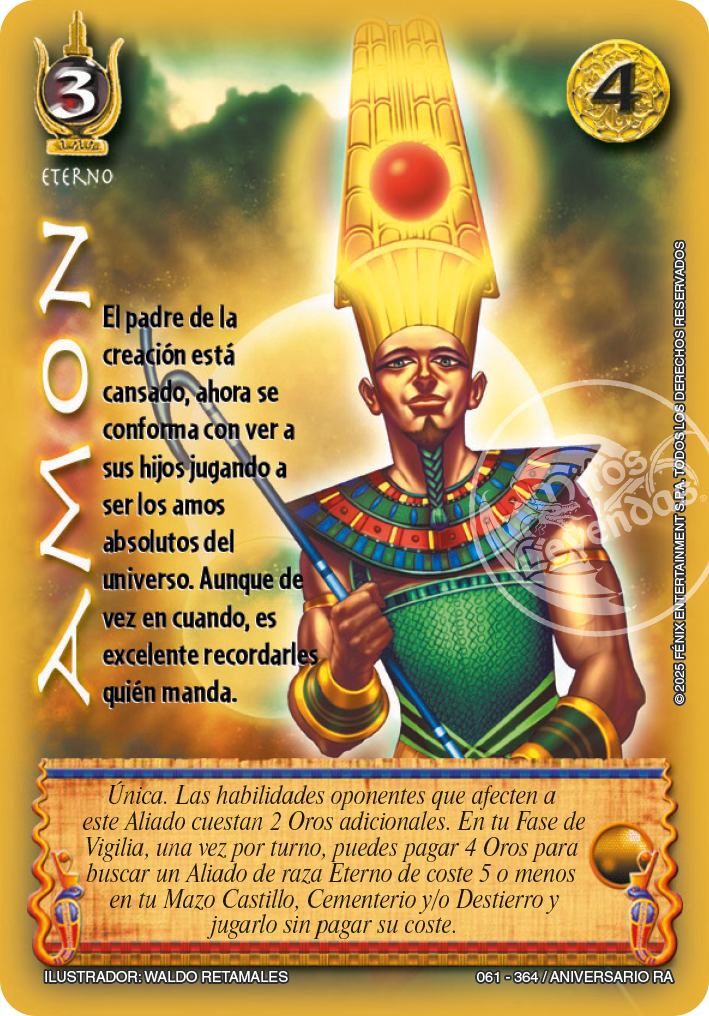 3
4
ETERNO
AMON
El padre de la
creación está
cansado, ahora se
conforma con ver a
sus hijos jugando a
ser los amos
absolutos del
universo. Aunque de
vez en cuando, es
excelente recordarles
quién manda.
© 2025 FÉNIX ENTERTAINMENT S.P.A. TODOS LOS DERECHOS RESERVADOS
Mitos
y Leyendas®
Única. Las habilidades oponentes que afecten a
este Aliado cuestan 2 Oros adicionales. En tu Fase de
Vigilia, una vez por turno, puedes pagar 4 Oros para
buscar un Aliado de raza Eterno de coste 5 o menos
en tu Mazo Castillo, Cementerio y/o Destierro y
jugarlo sin pagar su coste.
ILUSTRADOR: WALDO RETAMALES
061 - 364 / ANIVERSARIO RA